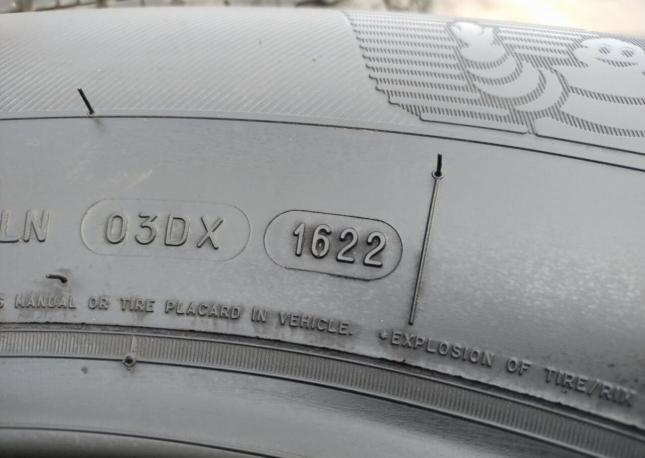 LN 03DX 1622
MANUAL OR TIRE PLACARD IN VEHICLE. •EXPLOSION OF TIRE/RIM